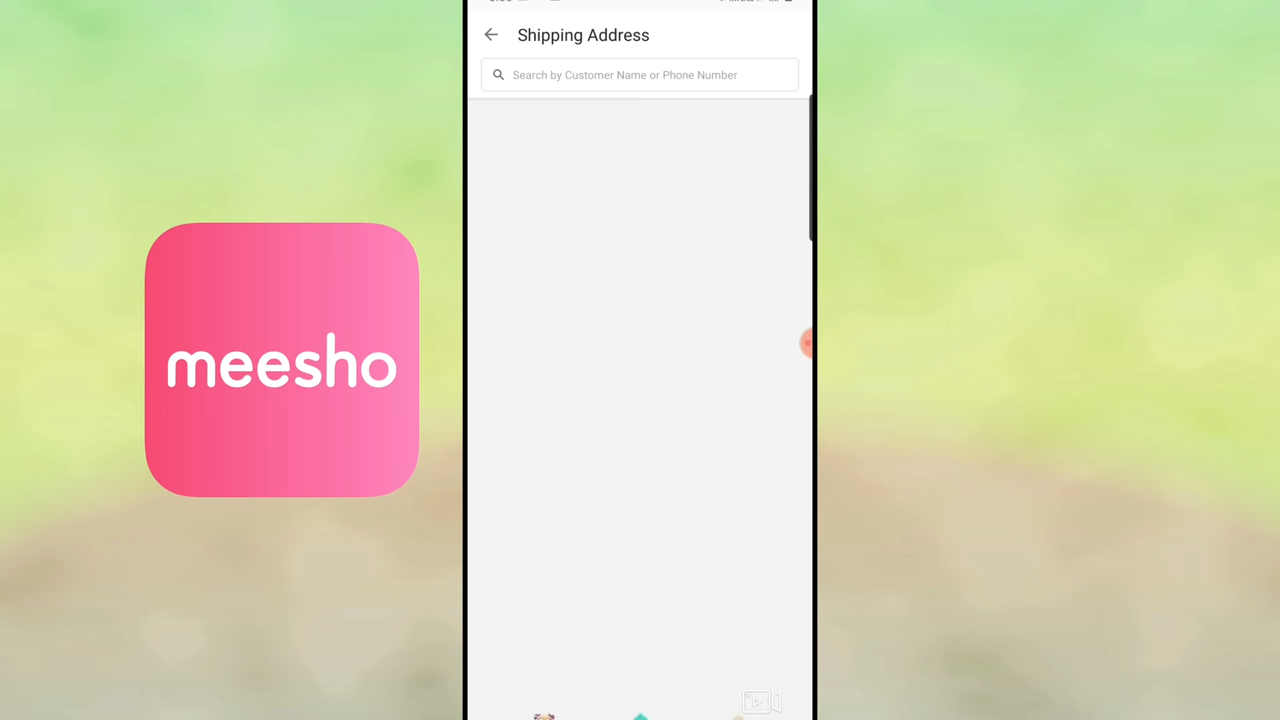 Shipping Address
Search by Customer Name or Phone Number
meesho